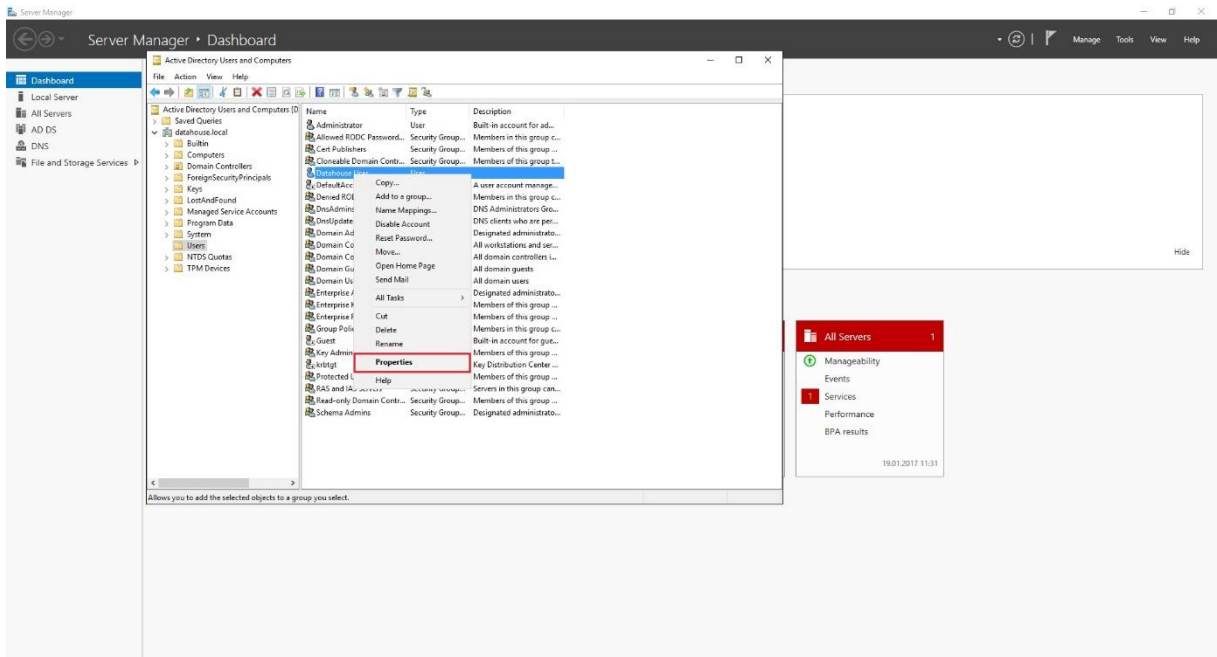 Server Manager
Server Manager • Dashboard
Manage Tools View Help
Dashboard
Local Server
All Servers
AD DS
DNS
File and Storage Services
Active Directory Users and Computers
File Action View Help
Active Directory Users and Computers [D
Saved Queries
datahouse.local
Builtin
Computers
Domain Controllers
ForeignSecurityPrincipals
Keys
LostAndFound
Managed Service Accounts
Program Data
System
Users
NTDS Quotas
TPM Devices
Name Type Description
Administrator User Built-in account for ad...
Allowed RODC Password... Security Group... Members in this group c...
Cert Publishers Security Group... Members of this group ...
Cloneable Domain Contr... Security Group... Members of this group t...
Datahouse User User
DefaultAcc A user account manage...
Denied ROD Members in this group c...
DnsAdmins DNS Administrators Gro...
DnsUpdate DNS clients who are per...
Domain Ad Designated administrato...
Domain Co All workstations and ser...
Domain Co All domain controllers i...
Domain Gu All domain guests
Domain Us All domain users
Enterprise A Designated administrato...
Enterprise K Members of this group ...
Enterprise R Members of this group ...
Group Polic Members in this group c...
Guest Built-in account for gue...
Key Admin Members of this group ...
krbtgt Key Distribution Center ...
Protected U Members of this group ...
RAS and IAS Servers Security Group... Servers in this group can...
Read-only Domain Contr... Security Group... Members of this group ...
Schema Admins Security Group... Designated administrato...
Copy...
Add to a group...
Name Mappings...
Disable Account
Reset Password...
Move...
Open Home Page
Send Mail
All Tasks
Cut
Delete
Rename
Properties
Help
Allows you to add the selected objects to a group you select.
Hide
All Servers 1
Manageability
Events
1 Services
Performance
BPA results
19.01.2017 11:31